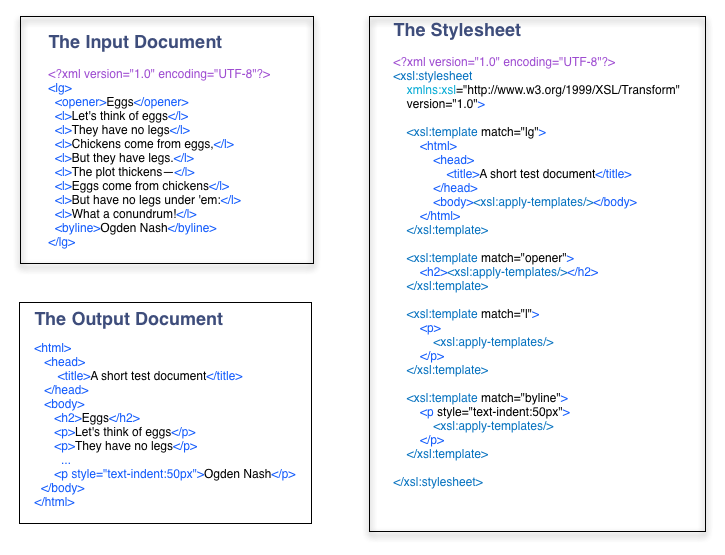 The Input Document
<?xml version="1.0" encoding="UTF-8"?>
<lg>
<opener>Eggs</opener>
<l>Let's think of eggs</l>
<l>They have no legs</l>
<l>Chickens come from eggs,</l>
<l>But they have legs.</l>
<l>The plot thickens—</l>
<l>Eggs come from chickens</l>
<l>But have no legs under 'em:</l>
<l>What a conundrum!</l>
<byline>Ogden Nash</byline>
</lg>
The Output Document
<html>
<head>
<title>A short test document</title>
</head>
<body>
<h2>Eggs</h2>
<p>Let's think of eggs</p>
<p>They have no legs</p>
...
<p style="text-indent:50px">Ogden Nash</p>
</body>
</html>
The Stylesheet
<?xml version="1.0" encoding="UTF-8"?>
<xsl:stylesheet
xmlns:xsl="http://www.w3.org/1999/XSL/Transform"
version="1.0">
<xsl:template match="lg">
<html>
<head>
<title>A short test document</title>
</head>
<body><xsl:apply-templates/></body>
</html>
</xsl:template>
<xsl:template match="opener">
<h2><xsl:apply-templates/></h2>
</xsl:template>
<xsl:template match="l">
<p>
<xsl:apply-templates/>
</p>
</xsl:template>
<xsl:template match="byline">
<p style="text-indent:50px">
<xsl:apply-templates/>
</p>
</xsl:template>
</xsl:stylesheet>